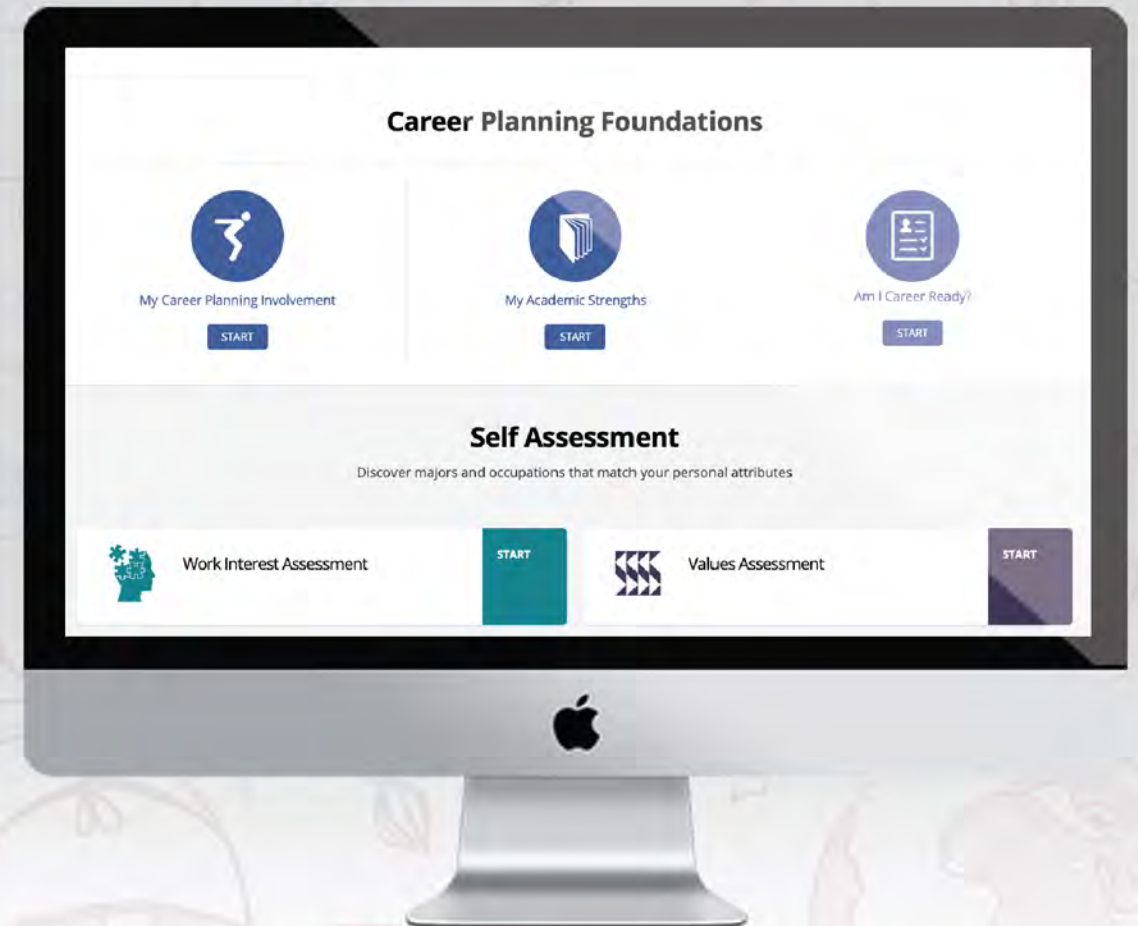 Career Planning Foundations
My Career Planning Involvement
START
My Academic Strengths
START
Am I Career Ready?
START
Self Assessment
Discover majors and occupations that match your personal attributes
Work Interest Assessment
START
Values Assessment
START